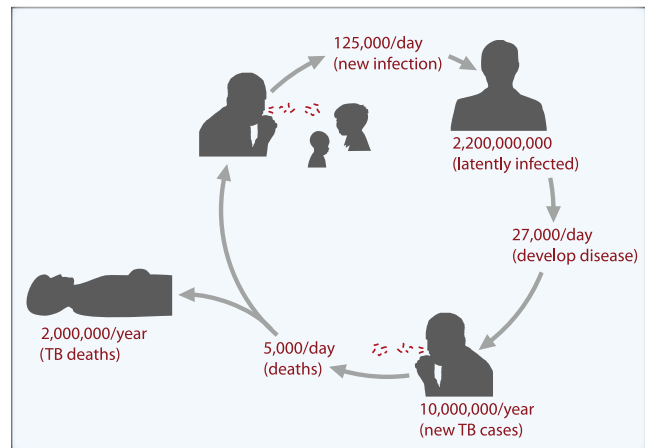 125,000/day
(new infection)
2,200,000,000
(latently infected)
27,000/day
(develop disease)
10,000,000/year
(new TB cases)
5,000/day
(deaths)
2,000,000/year
(TB deaths)